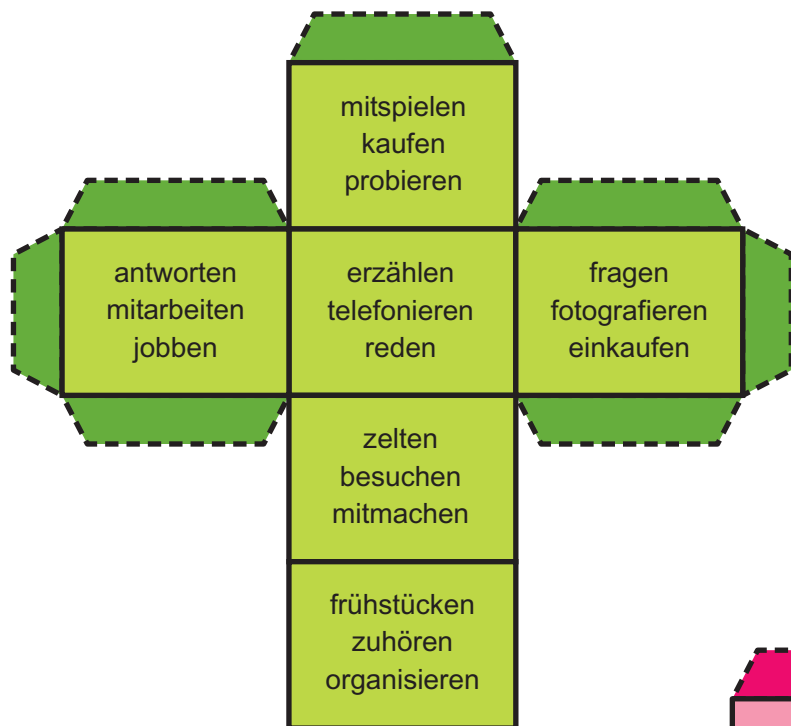 mitspielen
kaufen
probieren
antworten
mitarbeiten
jobben
erzählen
telefonieren
reden
fragen
fotografieren
einkaufen
zelten
besuchen
mitmachen
frühstücken
zuhören
organisieren